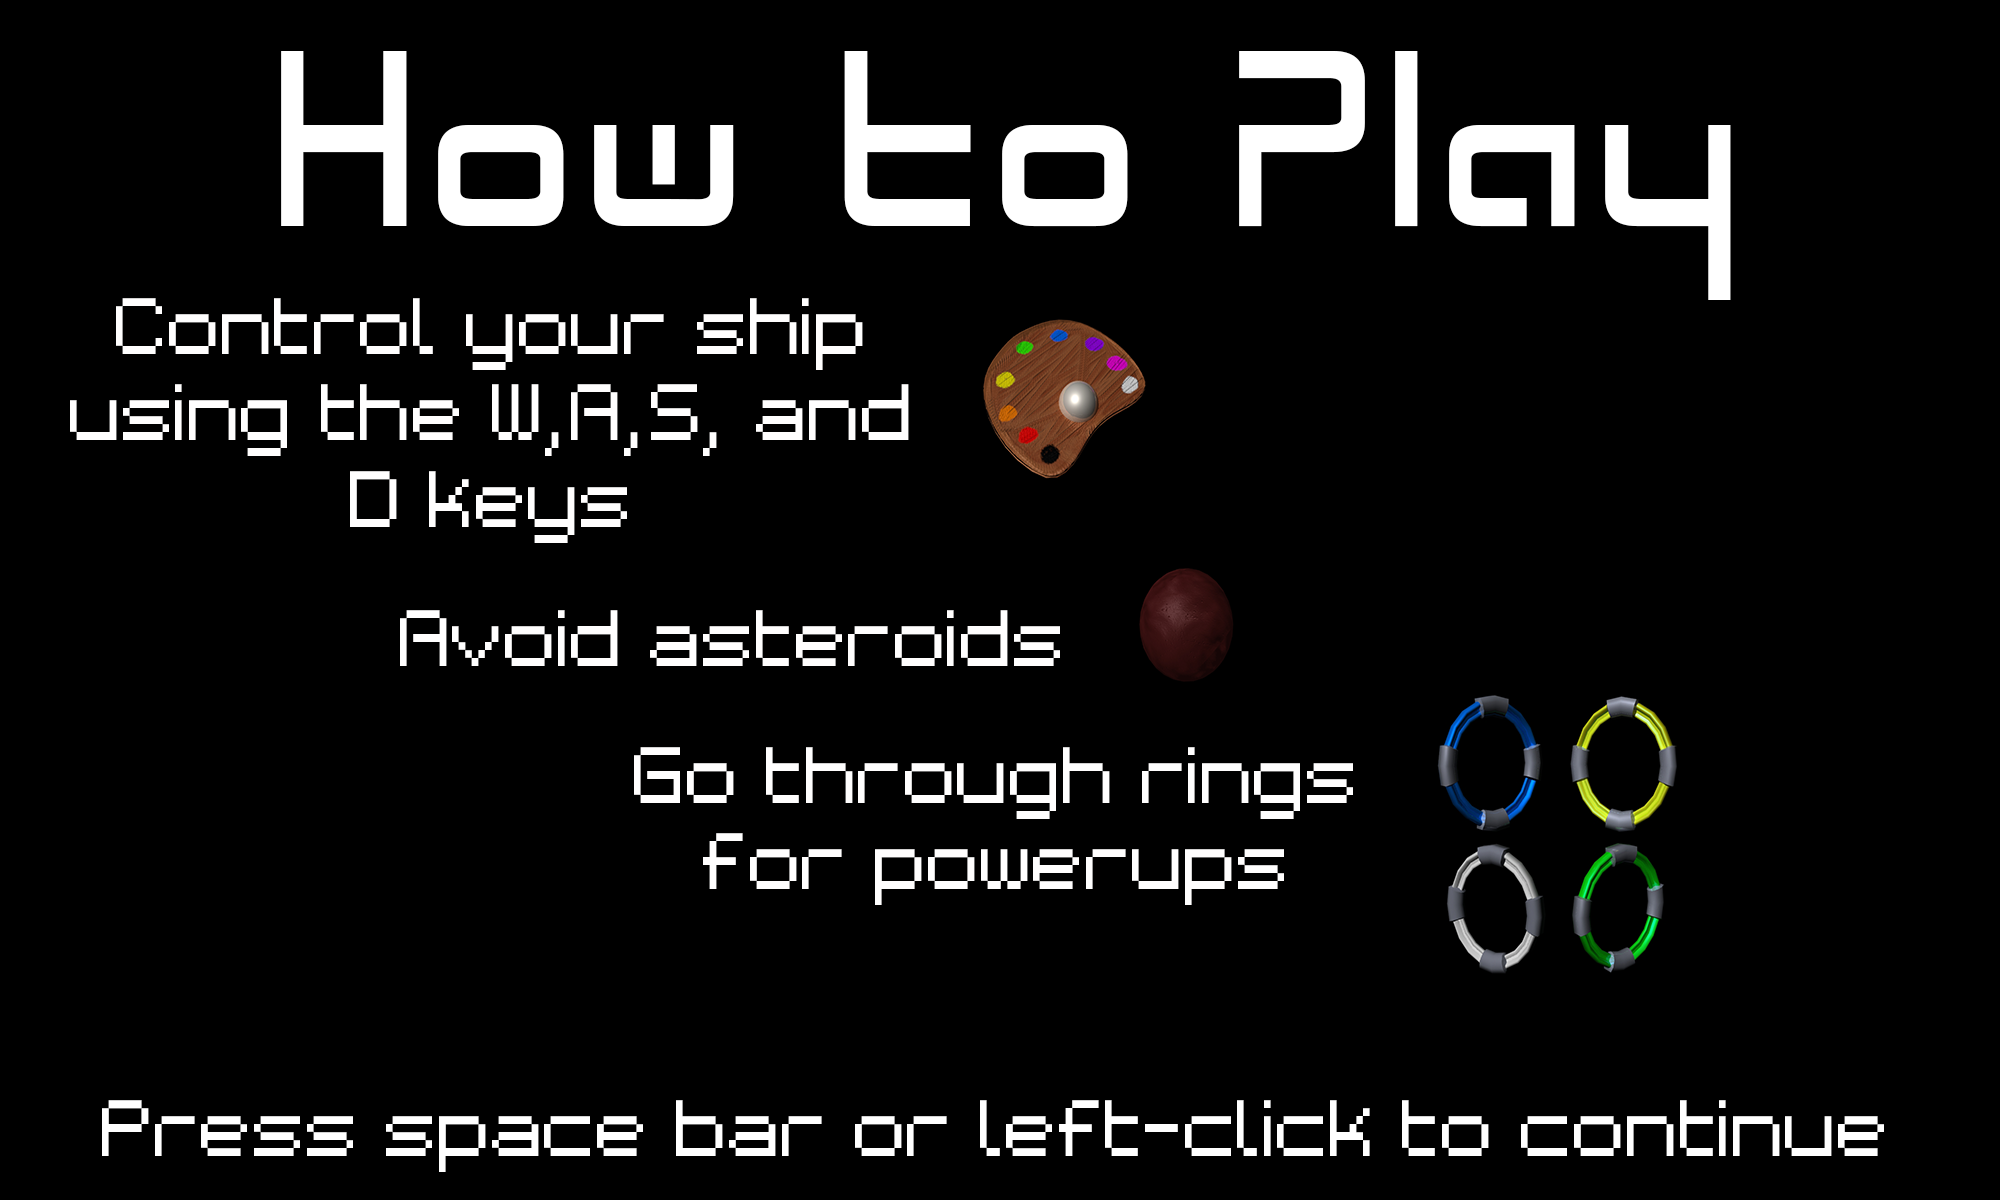 How to Play
Control your ship
using the W,A,S, and
D keys
Avoid asteroids
Go through rings
for powerups
Press space bar or left-click to continue